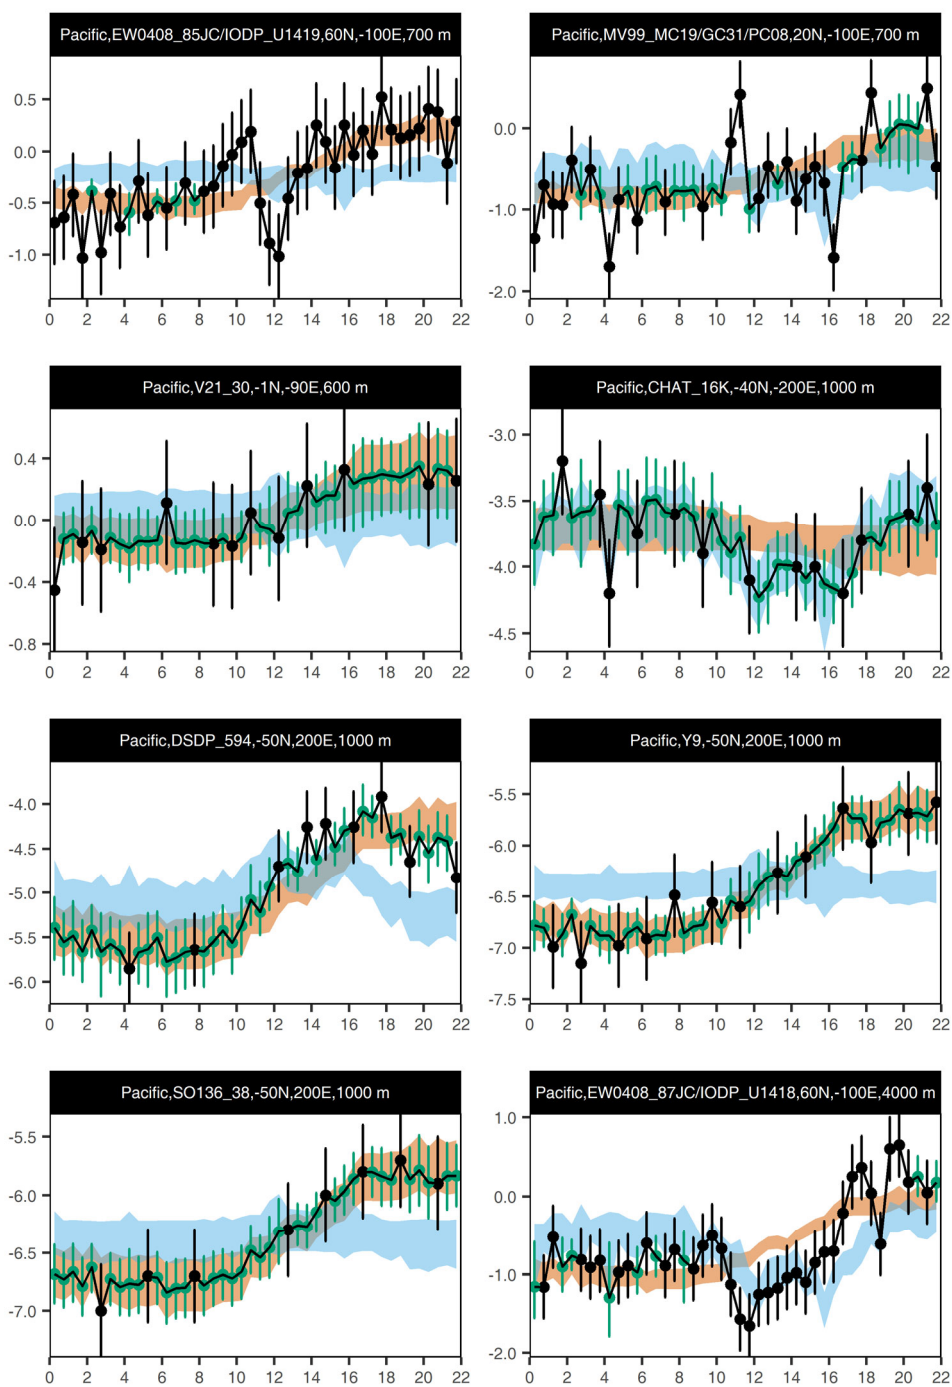 Pacific,EW0408_85JC/IODP_U1419,60N,-100E,700 m
0.5
0.0
-0.5
-1.0
0 2 4 6 8 10 12 14 16 18 20 22
Pacific,MV99_MC19/GC31/PC08,20N,-100E,700 m
0.0
-1.0
-2.0
0 2 4 6 8 10 12 14 16 18 20 22
Pacific,V21_30,-1N,-90E,600 m
0.4
0.0
-0.4
-0.8
0 2 4 6 8 10 12 14 16 18 20 22
Pacific,CHAT_16K,-40N,-200E,1000 m
-3.0
-3.5
-4.0
-4.5
0 2 4 6 8 10 12 14 16 18 20 22
Pacific,DSDP_594,-50N,200E,1000 m
-4.0
-4.5
-5.0
-5.5
-6.0
0 2 4 6 8 10 12 14 16 18 20 22
Pacific,Y9,-50N,200E,1000 m
-5.5
-6.0
-6.5
-7.0
-7.5
0 2 4 6 8 10 12 14 16 18 20 22
Pacific,SO136_38,-50N,200E,1000 m
-5.5
-6.0
-6.5
-7.0
0 2 4 6 8 10 12 14 16 18 20 22
Pacific,EW0408_87JC/IODP_U1418,60N,-100E,4000 m
1.0
0.0
-1.0
-2.0
0 2 4 6 8 10 12 14 16 18 20 22